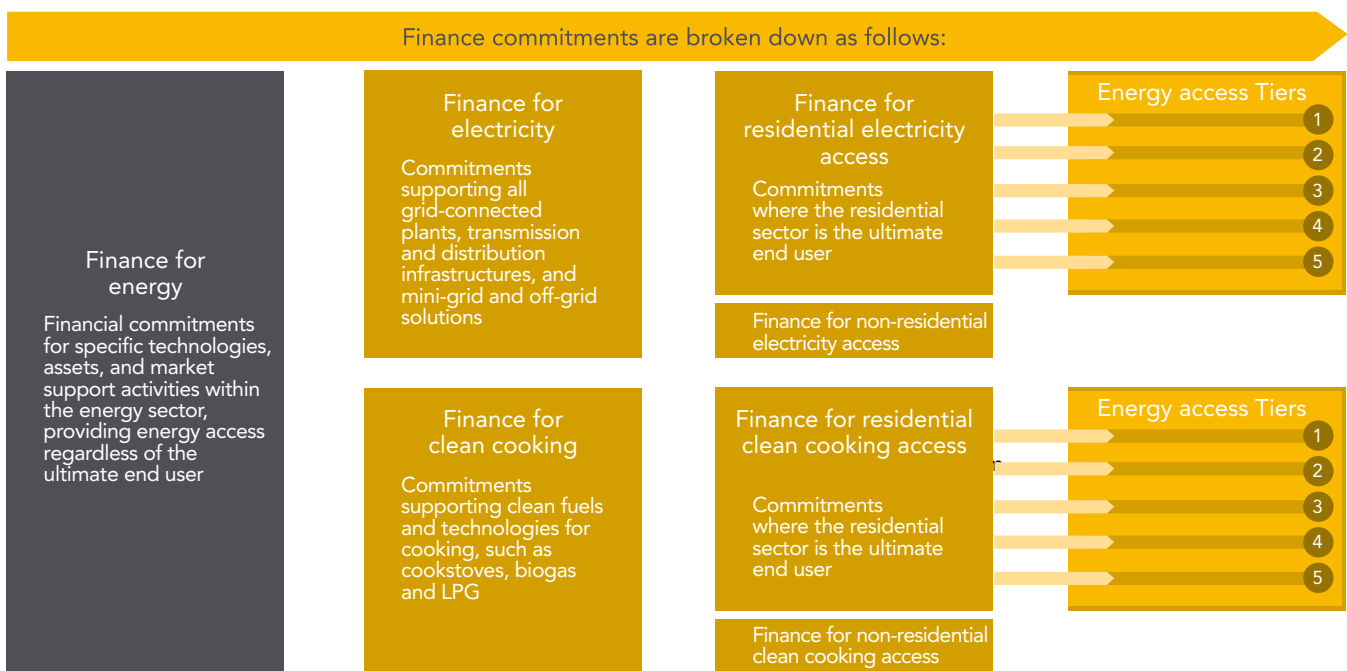 Finance commitments are broken down as follows:
Finance for
energy
Financial commitments
for specific technologies,
assets, and market
support activities within
the energy sector,
providing energy access
regardless of the
ultimate end user
Finance for
electricity
Commitments
supporting all
grid-connected
plants, transmission
and distribution
infrastructures, and
mini-grid and off-grid
solutions
Finance for
residential electricity
access
Commitments
where the residential
sector is the ultimate
end user
Finance for non-residential
electricity access
Energy access Tiers
1
2
3
4
5
Finance for
clean cooking
Commitments
supporting clean fuels
and technologies for
cooking, such as
cookstoves, biogas
and LPG
Finance for residential
clean cooking access
r
Commitments
where the residential
sector is the ultimate
end user
Finance for non-residential
clean cooking access
Energy access Tiers
1
2
3
4
5